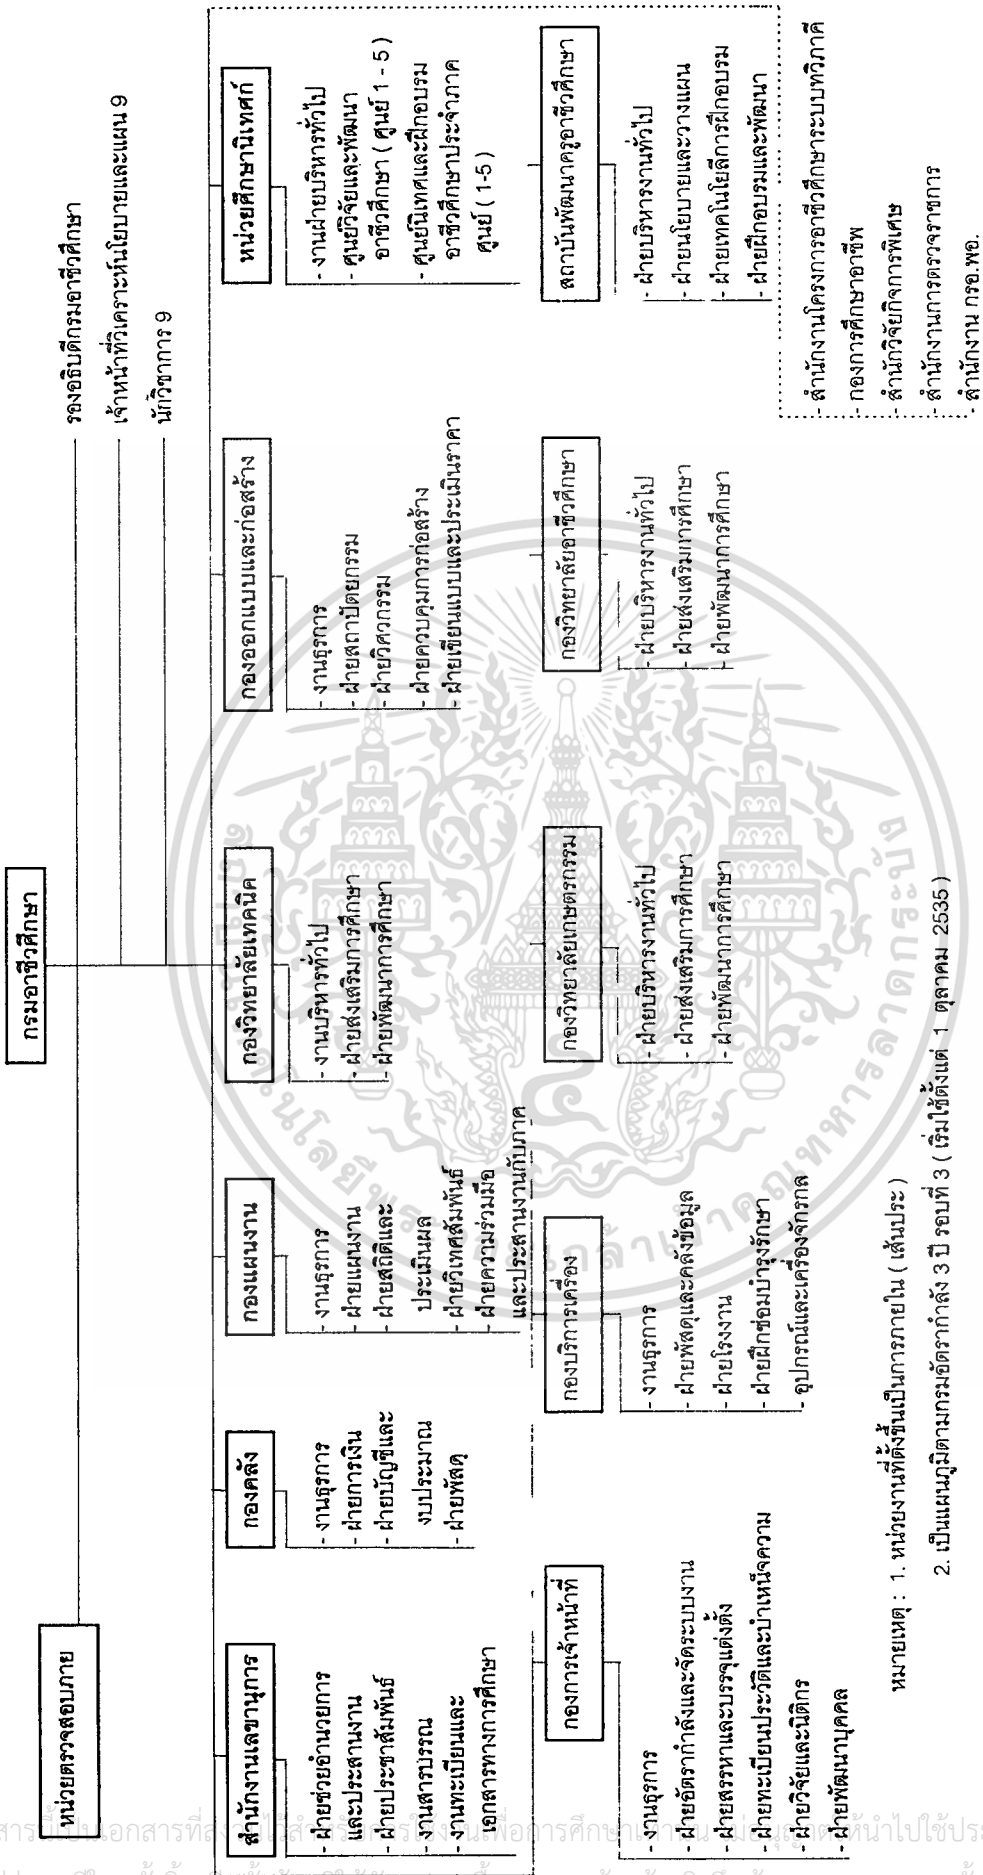 กรมอาชีวศึกษา
หน่วยตรวจสอบภาย
รองอธิบดีกรมอาชีวศึกษา
เจ้าหน้าที่วิเคราะห์นโยบายและแผน 9
นักวิชาการ 9
สำนักงานเลขานุการ
- ฝ่ายช่วยอำนวยการ
และประสานงาน
- ฝ่ายประชาสัมพันธ์
งานสารบรรณ
- งานทะเบียนและ
เอกสารทางการศึกษา
กองคลัง
- งานธุรการ
- ฝ่ายการเงิน
- ฝ่ายบัญชีและ
งบประมาณ
- ฝ่ายพัสดุ
กองแผนงาน
- งานธุรการ
- ฝ่ายแผนงาน
- ฝ่ายสถิติและ
ประเมินผล
- ฝ่ายวิเทศสัมพันธ์
- ฝ่ายความร่วมมือ
และประสานงานกับภาค
กองวิทยาลัยเทคนิค
- งานบริหารทั่วไป
- ฝ่ายส่งเสริมการศึกษา
- ฝ่ายพัฒนาการศึกษา
กองออกแบบและก่อสร้าง
- งานธุรการ
- ฝ่ายสถาปัตยกรรม
- ฝ่ายวิศวกรรม
- ฝ่ายควบคุมการก่อสร้าง
- ฝ่ายเขียนแบบและประเมินราคา
หน่วยศึกษานิเทศก์
- งานฝ่ายบริหารทั่วไป
- ศูนย์วิจัยและพัฒนา
อาชีวศึกษา ( ศูนย์ 1 - 5 )
- ศูนย์นิเทศและฝึกอบรม
อาชีวศึกษาประจำภาค
ศูนย์ ( 1-5 )
กองการเจ้าหน้าที่
- งานธุรการ
- ฝ่ายอัตรากำลังและจัดระบบงาน
- ฝ่ายสรรหาและบรรจุแต่งตั้ง
- ฝ่ายทะเบียนประวัติและบำเหน็จความ
- ฝ่ายวิจัยและนิติกร
- ฝ่ายพัฒนาบุคคล
กองบริการเครื่อง
- งานธุรการ
- ฝ่ายพัสดุและคลังข้อมูล
- ฝ่ายโรงงาน
- ฝ่ายฝึกซ่อมบำรุงรักษา
- อุปกรณ์และเครื่องจักรกล
กองวิทยาลัยเกษตรกรรม
- ฝ่ายบริหารงานทั่วไป
- ฝ่ายส่งเสริมการศึกษา
- ฝ่ายพัฒนาการศึกษา
กองวิทยาลัยอาชีวศึกษา
- ฝ่ายบริหารงานทั่วไป
- ฝ่ายส่งเสริมการศึกษา
- ฝ่ายพัฒนาการศึกษา
สถาบันพัฒนาครูอาชีวศึกษา
- ฝ่ายบริหารงานทั่วไป
- ฝ่ายนโยบายและวางแผน
- ฝ่ายเทคโนโลยีการฝึกอบรม
- ฝ่ายฝึกอบรมและพัฒนา
- สำนักงานโครงการอาชีวศึกษาระบบทวิภาคี
- กองการศึกษาอาชีพ
- สำนักวิจัยกิจการพิเศษ
- สำนักงานการตรวจราชการ
- สำนักงาน กรอ.พอ.
หมายเหตุ : 1. หน่วยงานที่ตั้งขึ้นเป็นการภายใน ( เส้นประ )
2. เป็นแผนภูมิตามกรมอัตรากำลัง 3 ปี รอบที่ 3 ( เริ่มใช้ตั้งแต่ 1 ตุลาคม 2535 )